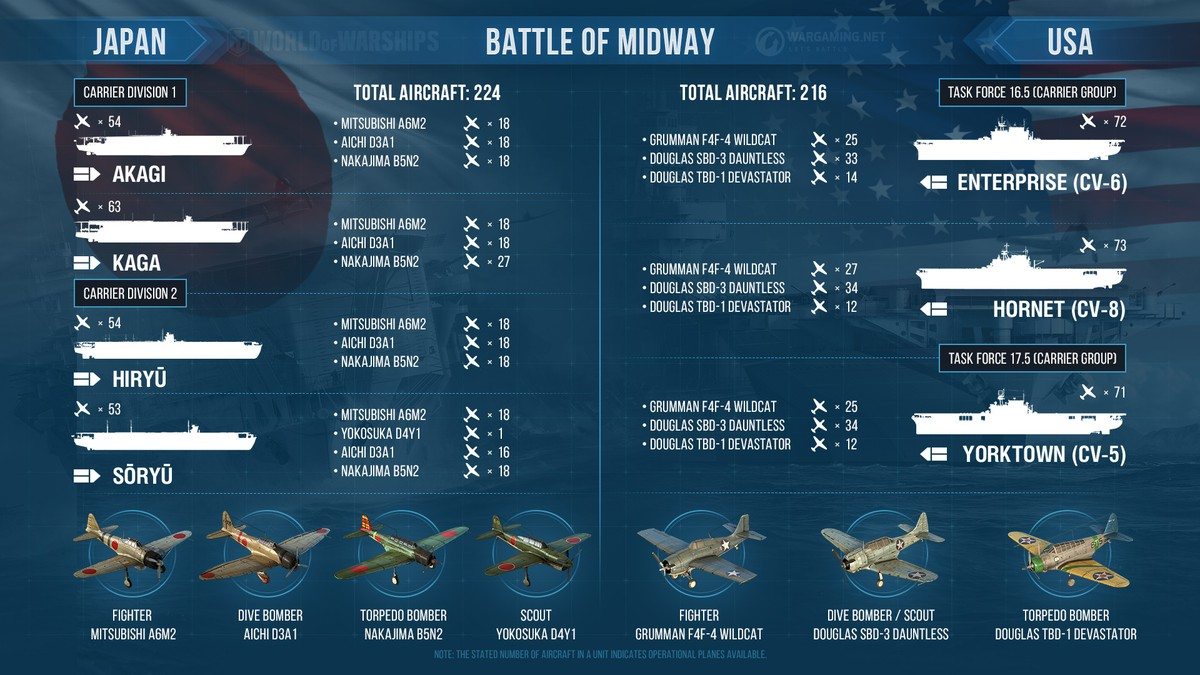 JAPAN
WORLD OF WARSHIPS
BATTLE OF MIDWAY
WARGAMING.NET
LET'S BATTLE
USA
CARRIER DIVISION 1
TOTAL AIRCRAFT: 224
× 54
AKAGI
• MITSUBISHI A6M2 × 18
• AICHI D3A1 × 18
• NAKAJIMA B5N2 × 18
× 63
KAGA
• MITSUBISHI A6M2 × 18
• AICHI D3A1 × 18
• NAKAJIMA B5N2 × 27
CARRIER DIVISION 2
× 54
HIRYŪ
• MITSUBISHI A6M2 × 18
• AICHI D3A1 × 18
• NAKAJIMA B5N2 × 18
× 53
SŌRYŪ
• MITSUBISHI A6M2 × 18
• YOKOSUKA D4Y1 × 1
• AICHI D3A1 × 16
• NAKAJIMA B5N2 × 18
TOTAL AIRCRAFT: 216
TASK FORCE 16.5 (CARRIER GROUP)
• GRUMMAN F4F-4 WILDCAT × 25
• DOUGLAS SBD-3 DAUNTLESS × 33
• DOUGLAS TBD-1 DEVASTATOR × 14
× 72
ENTERPRISE (CV-6)
• GRUMMAN F4F-4 WILDCAT × 27
• DOUGLAS SBD-3 DAUNTLESS × 34
• DOUGLAS TBD-1 DEVASTATOR × 12
× 73
HORNET (CV-8)
TASK FORCE 17.5 (CARRIER GROUP)
• GRUMMAN F4F-4 WILDCAT × 25
• DOUGLAS SBD-3 DAUNTLESS × 34
• DOUGLAS TBD-1 DEVASTATOR × 12
× 71
YORKTOWN (CV-5)
FIGHTER
MITSUBISHI A6M2
DIVE BOMBER
AICHI D3A1
TORPEDO BOMBER
NAKAJIMA B5N2
SCOUT
YOKOSUKA D4Y1
FIGHTER
GRUMMAN F4F-4 WILDCAT
DIVE BOMBER / SCOUT
DOUGLAS SBD-3 DAUNTLESS
TORPEDO BOMBER
DOUGLAS TBD-1 DEVASTATOR
NOTE: THE STATED NUMBER OF AIRCRAFT IN A UNIT INDICATES OPERATIONAL PLANES AVAILABLE.